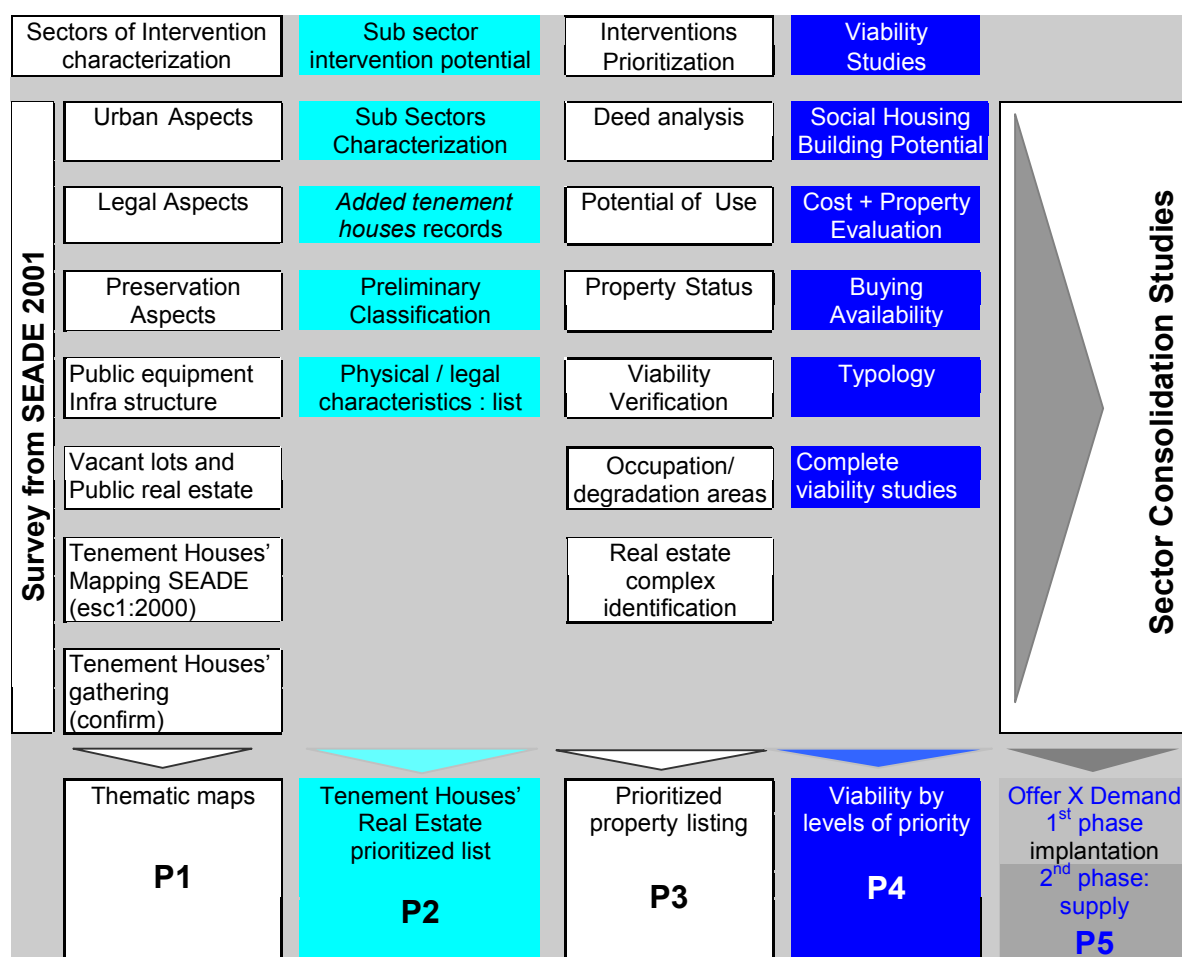 Sectors of Intervention
characterization
Sub sector
intervention potential
Interventions
Prioritization
Viability
Studies
Survey from SEADE 2001
Urban Aspects
Legal Aspects
Preservation
Aspects
Public equipment
Infra structure
Vacant lots and
Public real estate
Tenement Houses'
Mapping SEADE
(esc1:2000)
Tenement Houses'
gathering
(confirm)
Sub Sectors
Characterization
Added tenement
houses records
Preliminary
Classification
Physical / legal
characteristics : list
Deed analysis
Potential of Use
Property Status
Viability
Verification
Occupation/
degradation areas
Real estate
complex
identification
Social Housing
Building Potential
Cost + Property
Evaluation
Buying
Availability
Typology
Complete
viability studies
Sector Consolidation Studies
Thematic maps
P1
Tenement Houses'
Real Estate
prioritized list
P2
Prioritized
property listing
P3
Viability by
levels of priority
P4
Offer X Demand
1st phase
implantation
2nd phase:
supply
P5